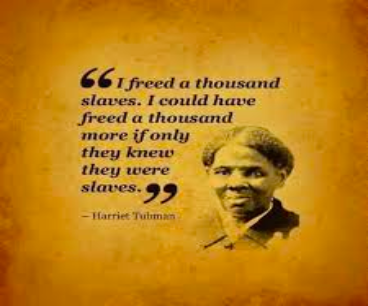 “ I freed a thousand
slaves. I could have
freed a thousand
more if only
they knew
they were
slaves.”
– Harriet Tubman